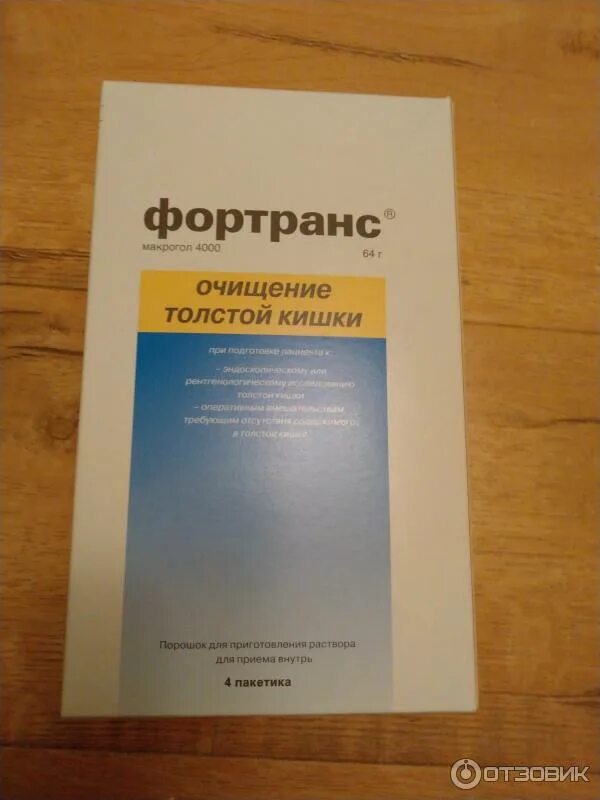 фортранс®
макрогол 4000
64 г
очищение
толстой кишки
при подготовке пациента к:
– эндоскопическому или
рентгенологическому исследованию
толстой кишки
– оперативным вмешательствам,
требующим отсутствия содержимого
в толстой кишке
Порошок для приготовления раствора
для приема внутрь
4 пакетика
ОТЗОВИК